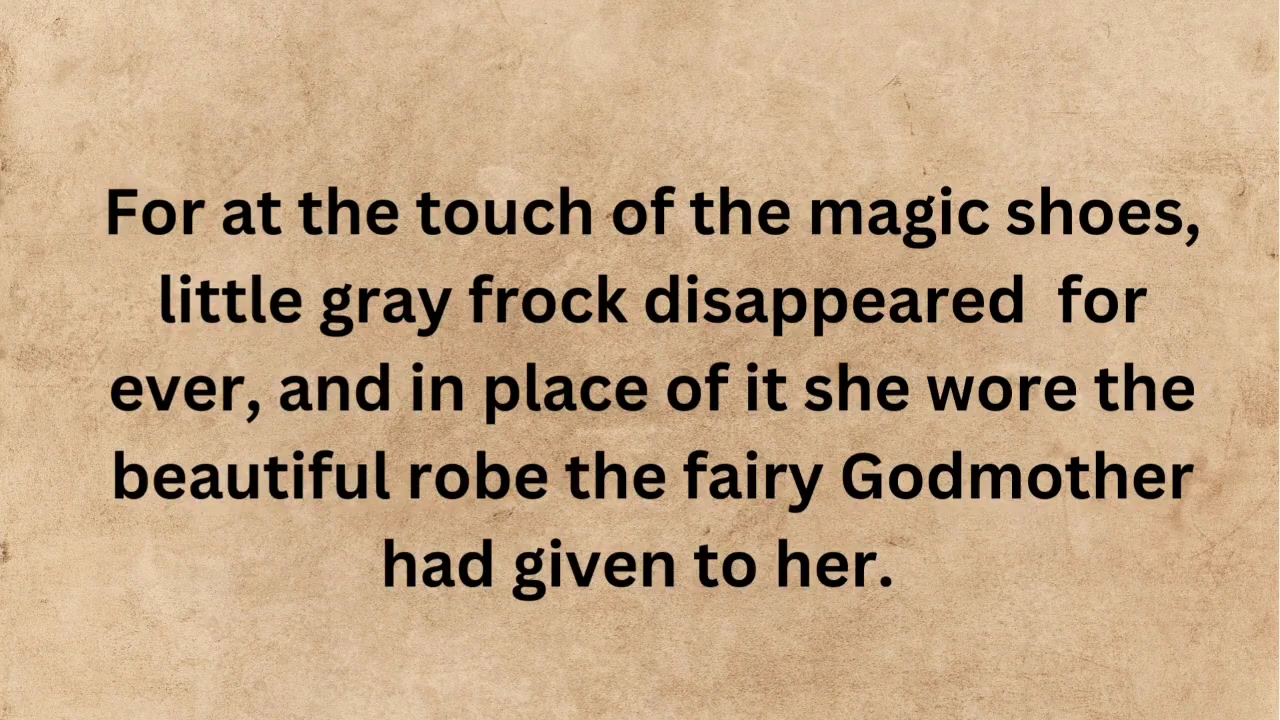 For at the touch of the magic shoes,
little gray frock disappeared  for
ever, and in place of it she wore the
beautiful robe the fairy Godmother
had given to her.